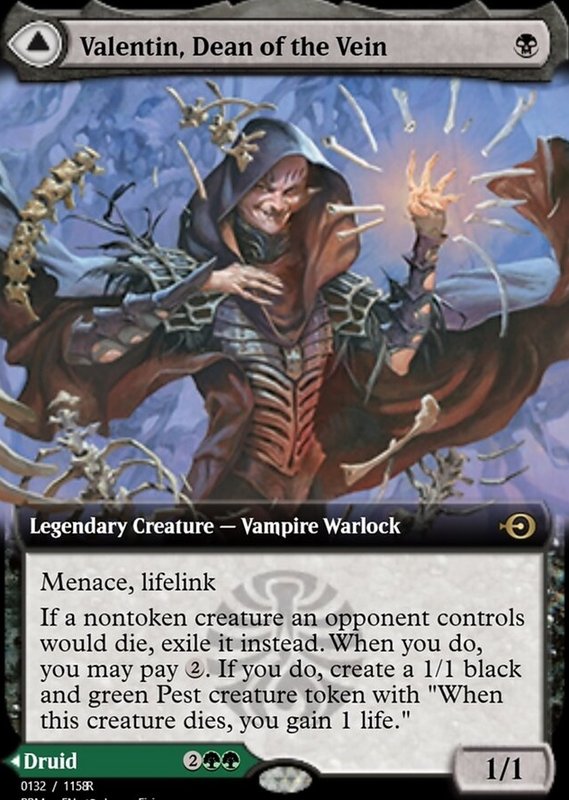 Valentin, Dean of the Vein
Legendary Creature — Vampire Warlock
Menace, lifelink
If a nontoken creature an opponent controls
would die, exile it instead. When you do,
you may pay 2. If you do, create a 1/1 black
and green Pest creature token with "When
this creature dies, you gain 1 life."
Druid 2
1/1
0132 / 1158R